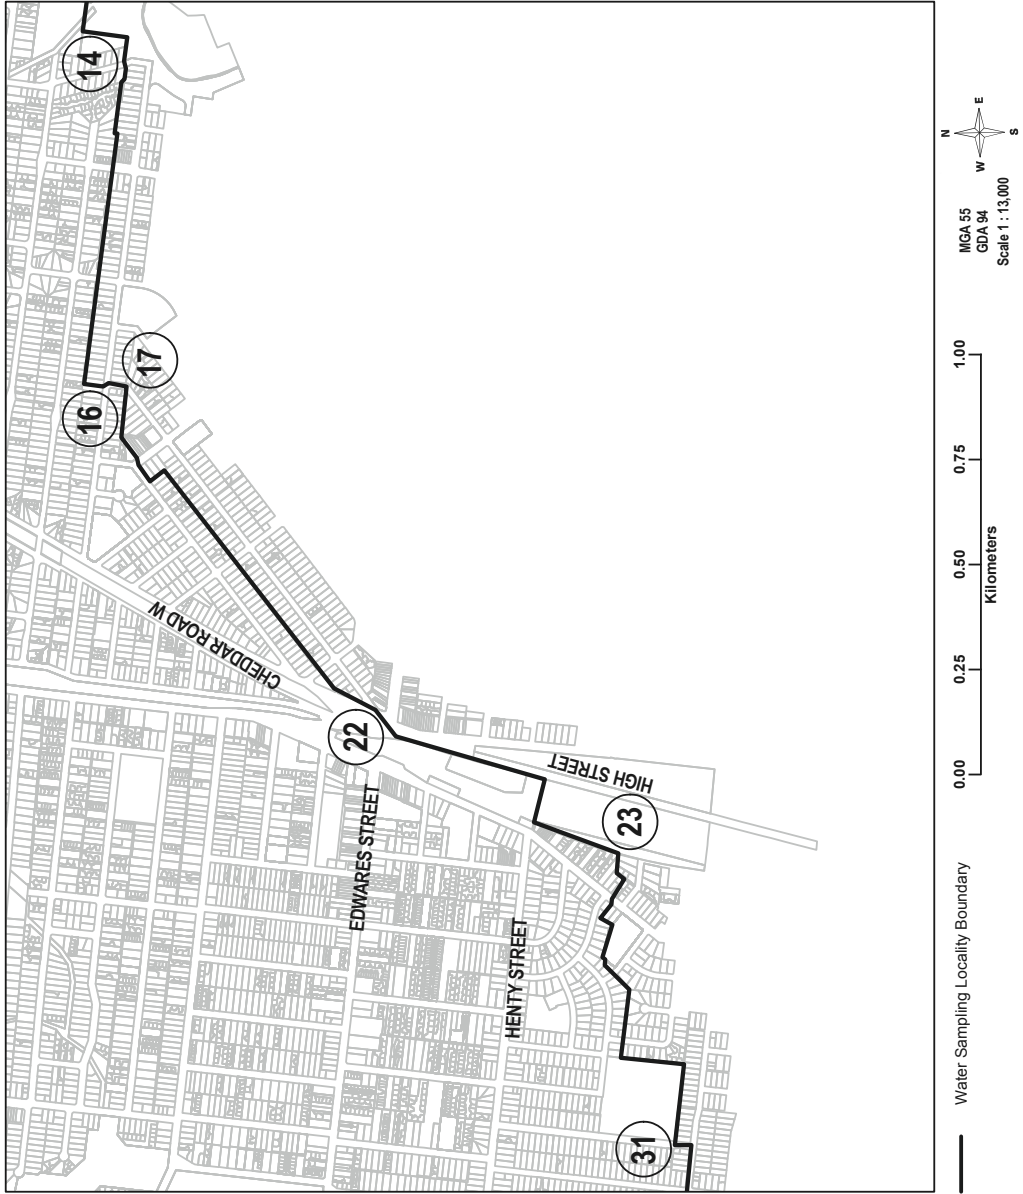 14
16
17
CHEDDAR ROAD W
22
EDWARES STREET
HIGH STREET
23
HENTY STREET
31
Water Sampling Locality Boundary
0.00 0.25 0.50 0.75 1.00
Kilometers
MGA 55
GDA 94
Scale 1 : 13,000
N
W E
S